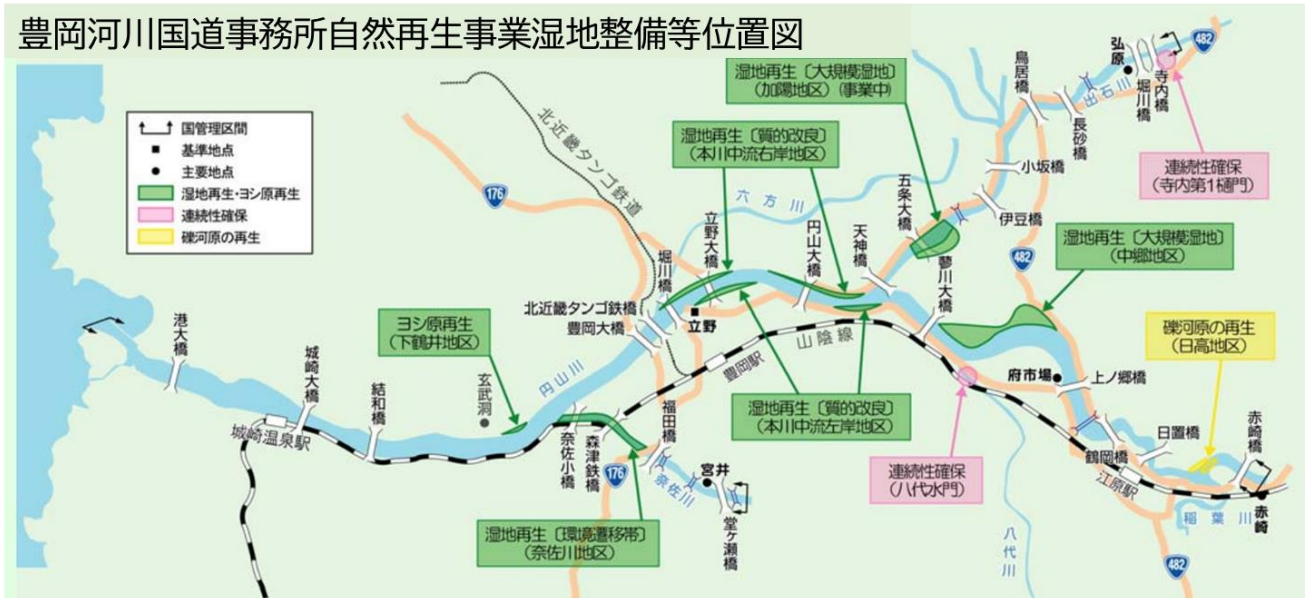 豊岡河川国道事務所自然再生事業湿地整備等位置図
国管理区間
基準地点
主要地点
湿地再生・ヨシ原再生
連続性確保
礫河原の再生
北近畿タンゴ鉄道
176
湿地再生〔大規模湿地〕
(加陽地区)(事業中)
湿地再生〔質的改良〕
(本川中流右岸地区)
六方川
鳥居橋
弘原
出石川
堀川橋
寺内橋
482
長砂橋
小坂橋
伊豆橋
連続性確保
(寺内第1樋門)
五条大橋
湿地再生〔大規模湿地〕
(中郷地区)
482
堀川橋
立野大橋
円山大橋
天神橋
蓼川大橋
北近畿タンゴ鉄橋
豊岡大橋
立野
港大橋
城崎大橋
結和橋
城崎温泉駅
ヨシ原再生
(下鶴井地区)
玄武洞
円山川
豊岡駅
山陰線
府市場
上ノ郷橋
礫河原の再生
(日高地区)
湿地再生〔質的改良〕
(本川中流左岸地区)
奈佐小橋
森津鉄橋
福田橋
176
奈佐川
宮井
堂ヶ瀬橋
湿地再生〔環境遷移帯〕
(奈佐川地区)
連続性確保
(八代水門)
八代川
鶴岡橋
日置橋
赤崎橋
江原駅
稲葉川
赤崎
482